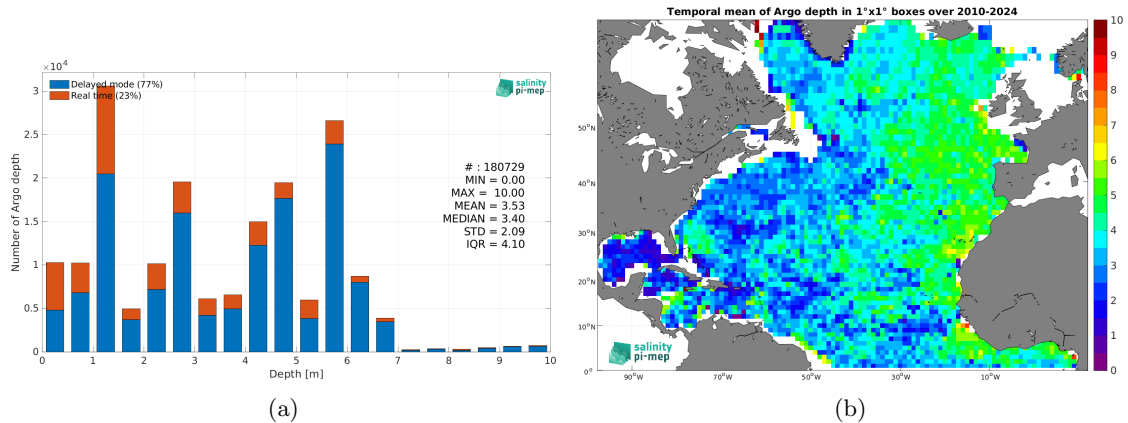 ×10⁴
Delayed mode (77%)
Real time (23%)
salinity
pi-mep
# : 180729
MIN = 0.00
MAX = 10.00
MEAN = 3.53
MEDIAN = 3.40
STD = 2.09
IQR = 4.10
Number of Argo depth
3
2.5
2
1.5
1
0.5
0
0 1 2 3 4 5 6 7 8 9 10
Depth [m]
(a)
Temporal mean of Argo depth in 1°x1° boxes over 2010-2024
50°N
40°N
30°N
20°N
10°N
0°
90°W 70°W 50°W 30°W 10°W
salinity
pi-mep
10
9
8
7
6
5
4
3
2
1
0
(b)